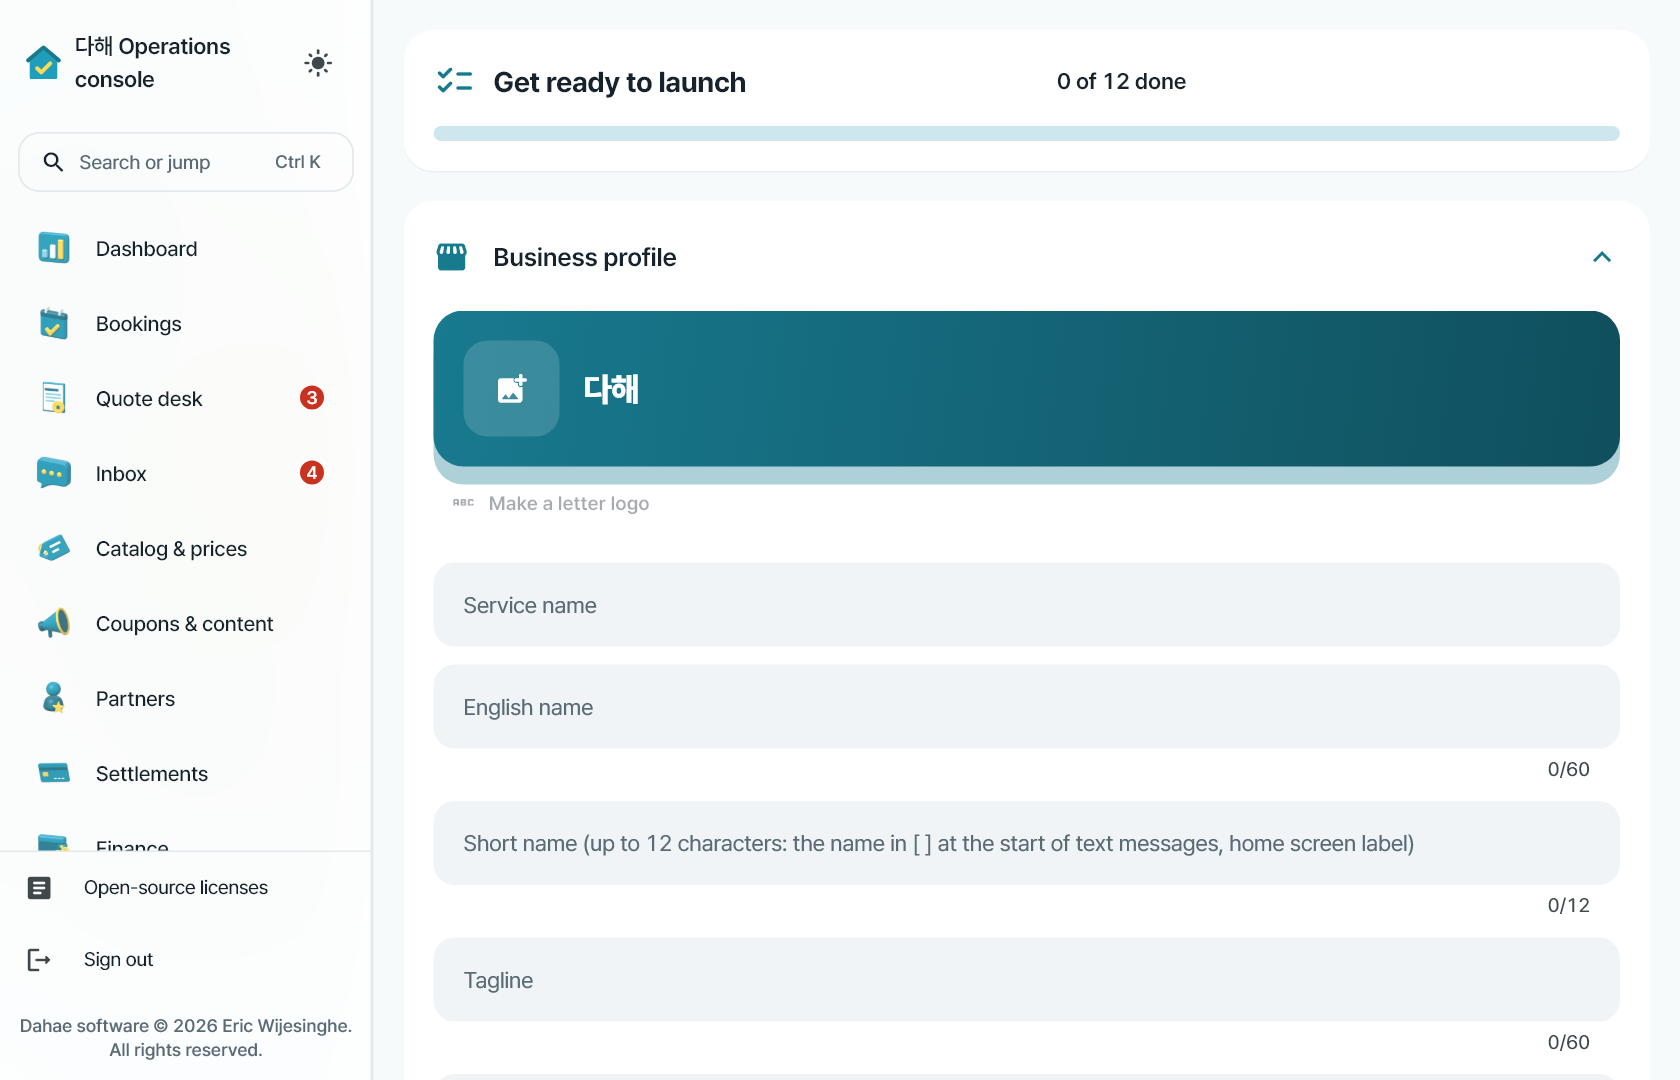 다해 Operations
console
Search or jump Ctrl K
Dashboard
Bookings
Quote desk 3
Inbox 4
Catalog & prices
Coupons & content
Partners
Settlements
Finance
Open-source licenses
Sign out
Dahae software © 2026 Eric Wijesinghe.
All rights reserved.
Get ready to launch 0 of 12 done
Business profile
다해
ABC Make a letter logo
Service name
English name
0/60
Short name (up to 12 characters: the name in [ ] at the start of text messages, home screen label)
0/12
Tagline
0/60